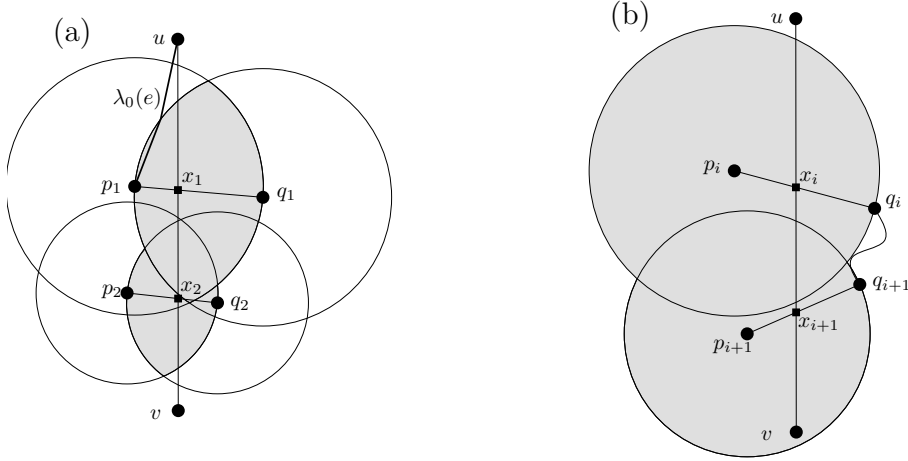 (a)
u
λ₀(e)
p₁
x₁
q₁
p₂
x₂
q₂
v
(b)
u
pᵢ
xᵢ
qᵢ
qᵢ₊₁
xᵢ₊₁
pᵢ₊₁
v